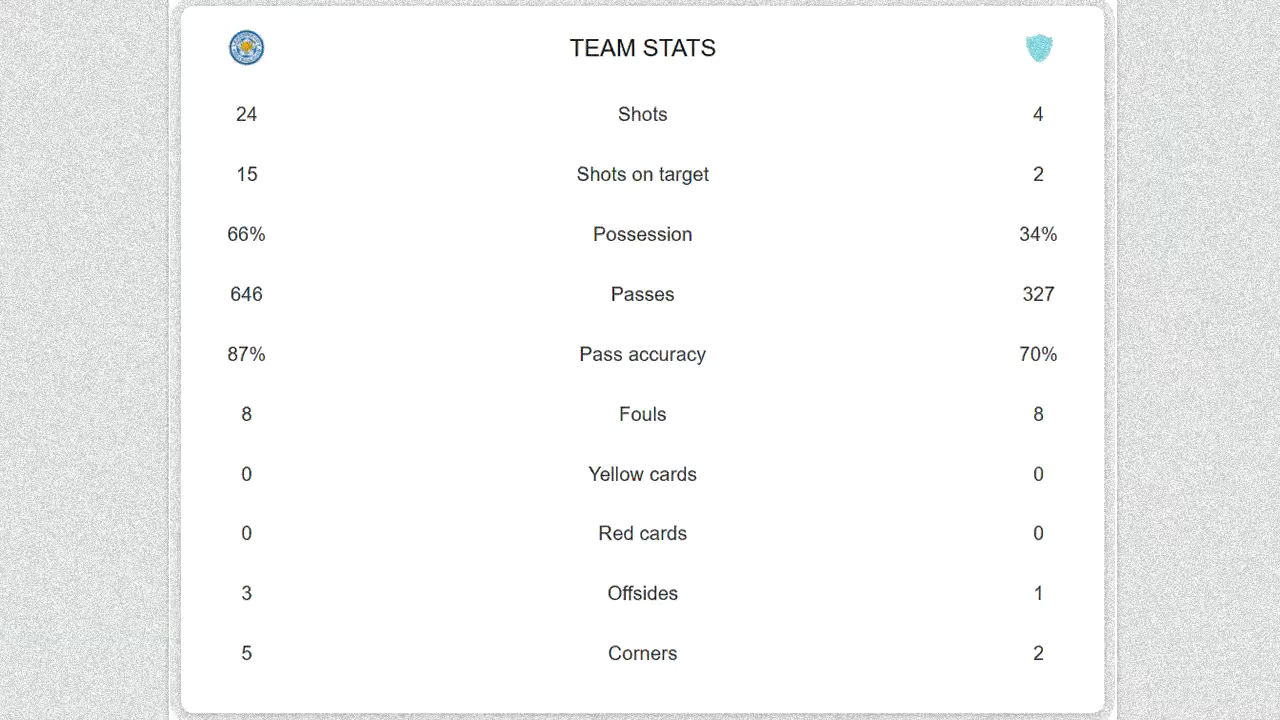 TEAM STATS
24 Shots 4
15 Shots on target 2
66% Possession 34%
646 Passes 327
87% Pass accuracy 70%
8 Fouls 8
0 Yellow cards 0
0 Red cards 0
3 Offsides 1
5 Corners 2